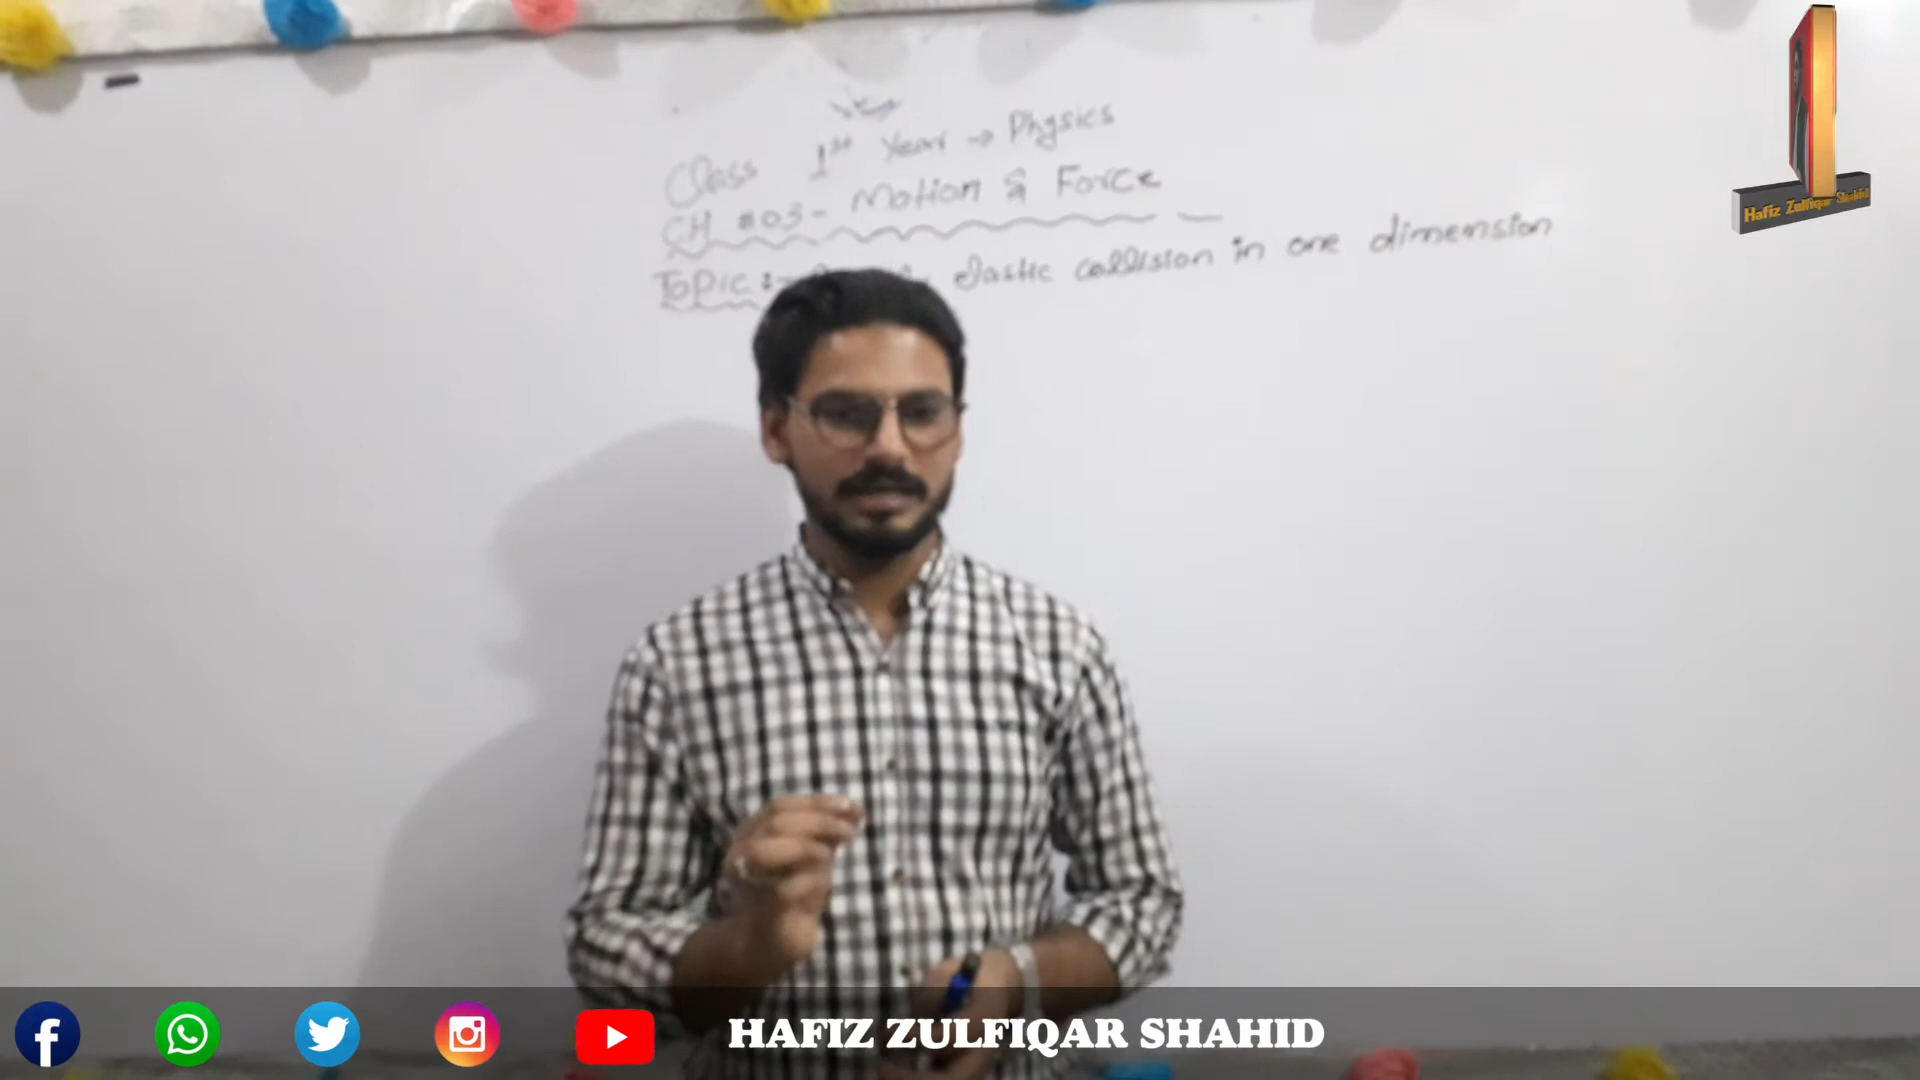 Class 1st Year → Physics
CH #03- Motion & Force
Topic:- elastic collision in one dimension
Hafiz Zulfiqar Shahid
HAFIZ ZULFIQAR SHAHID